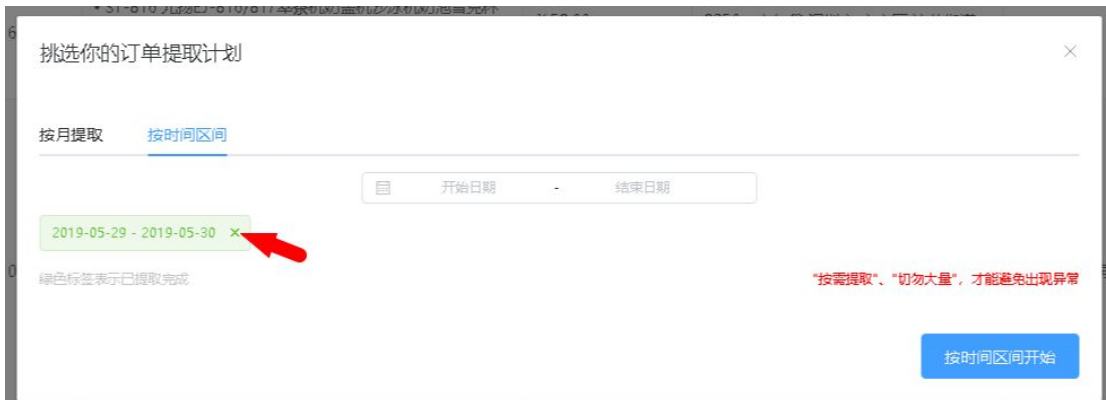 挑选你的订单提取计划
按月提取 按时间区间
开始日期 - 结束日期
2019-05-29 - 2019-05-30
绿色标签表示已提取完成
"按需提取"、"切勿大量"，才能避免出现异常
按时间区间开始